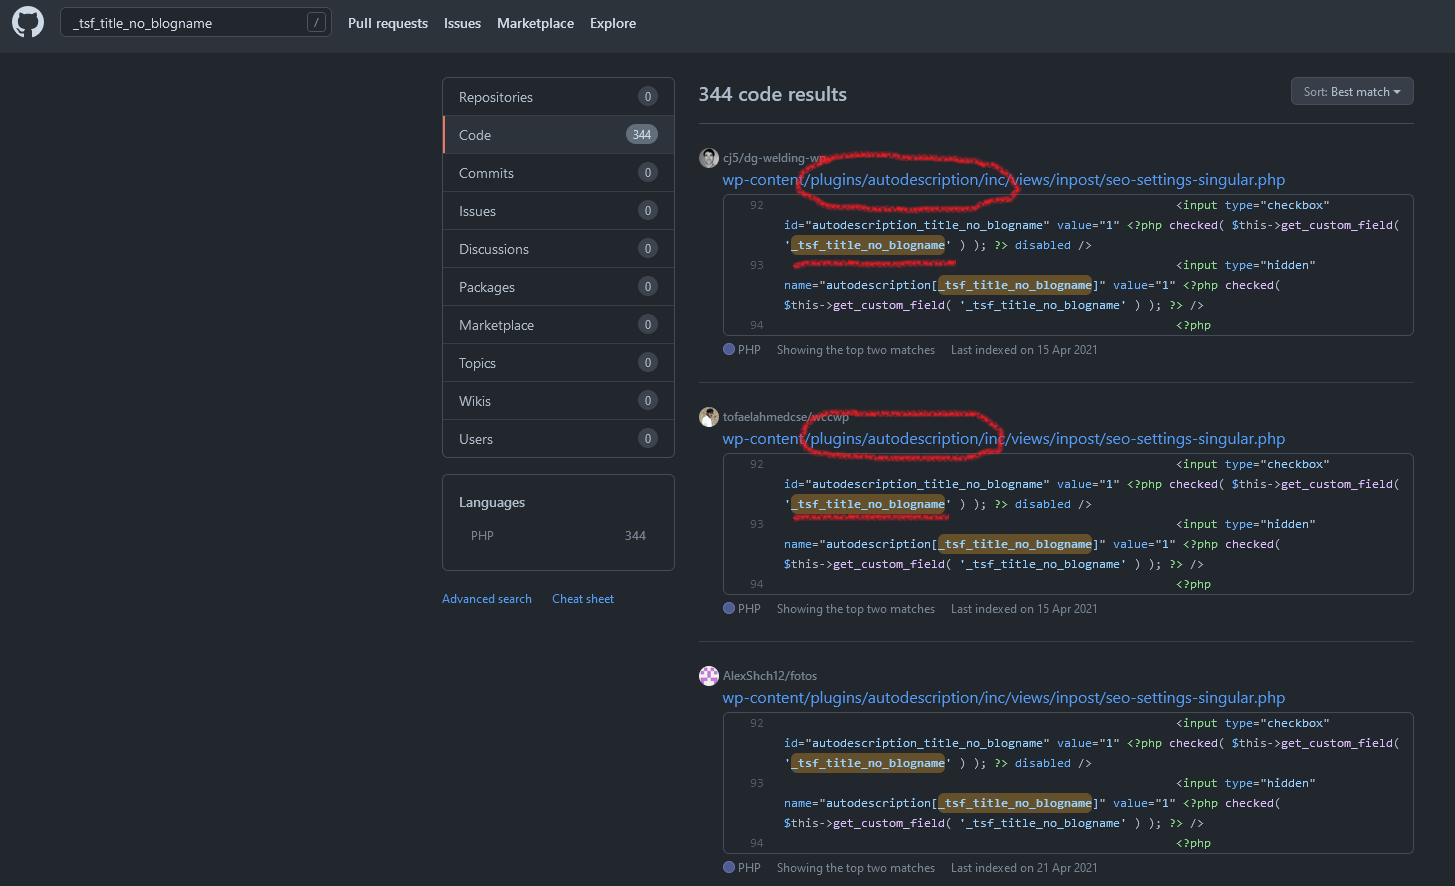 _tsf_title_no_blogname /
Pull requests Issues Marketplace Explore
Repositories 0
Code 344
Commits 0
Issues 0
Discussions 0
Packages 0
Marketplace 0
Topics 0
Wikis 0
Users 0
Languages
PHP 344
Advanced search Cheat sheet
344 code results
Sort: Best match
cj5/dg-welding-wp
wp-content/plugins/autodescription/inc/views/inpost/seo-settings-singular.php
92 <input type="checkbox"
id="autodescription_title_no_blogname" value="1" <?php checked( $this->get_custom_field(
'_tsf_title_no_blogname' ) ); ?> disabled />
93 <input type="hidden"
name="autodescription[_tsf_title_no_blogname]" value="1" <?php checked(
$this->get_custom_field( '_tsf_title_no_blogname' ) ); ?> />
94 <?php
PHP Showing the top two matches Last indexed on 15 Apr 2021
tofaelahmedcse/wccwp
wp-content/plugins/autodescription/inc/views/inpost/seo-settings-singular.php
92 <input type="checkbox"
id="autodescription_title_no_blogname" value="1" <?php checked( $this->get_custom_field(
'_tsf_title_no_blogname' ) ); ?> disabled />
93 <input type="hidden"
name="autodescription[_tsf_title_no_blogname]" value="1" <?php checked(
$this->get_custom_field( '_tsf_title_no_blogname' ) ); ?> />
94 <?php
PHP Showing the top two matches Last indexed on 15 Apr 2021
AlexShch12/fotos
wp-content/plugins/autodescription/inc/views/inpost/seo-settings-singular.php
92 <input type="checkbox"
id="autodescription_title_no_blogname" value="1" <?php checked( $this->get_custom_field(
'_tsf_title_no_blogname' ) ); ?> disabled />
93 <input type="hidden"
name="autodescription[_tsf_title_no_blogname]" value="1" <?php checked(
$this->get_custom_field( '_tsf_title_no_blogname' ) ); ?> />
94 <?php
PHP Showing the top two matches Last indexed on 21 Apr 2021